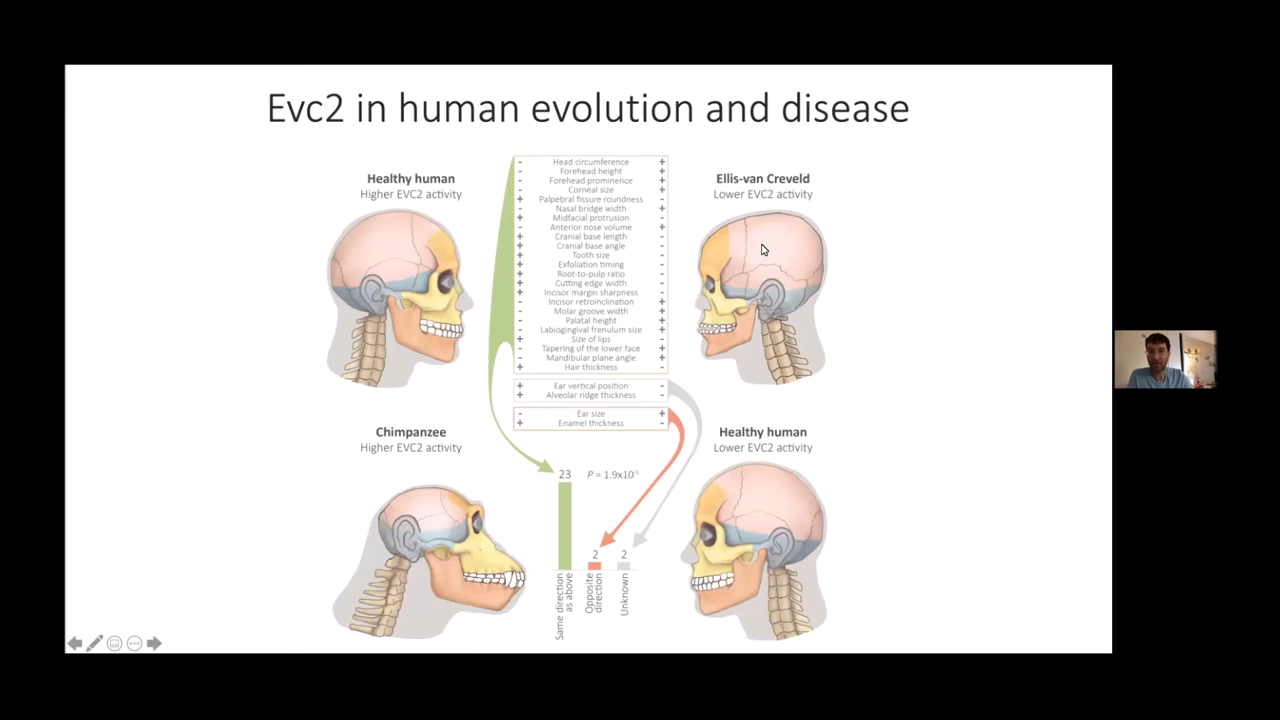 Evc2 in human evolution and disease
Healthy human
Higher EVC2 activity
- Head circumference +
- Forehead height +
- Forehead prominence +
- Corneal size +
+ Palpebral fissure roundness -
- Nasal bridge width +
+ Midfacial protrusion -
- Anterior nose volume +
+ Cranial base length -
+ Cranial base angle -
+ Tooth size -
+ Exfoliation timing -
+ Root-to-pulp ratio -
+ Cutting edge width -
+ Incisor margin sharpness -
- Incisor retroinclination +
- Molar groove width +
- Palatal height +
- Labiogingival frenulum size +
+ Size of lips -
- Tapering of the lower face +
- Mandibular plane angle +
+ Hair thickness -
+ Ear vertical position -
+ Alveolar ridge thickness -
- Ear size +
+ Enamel thickness -
Ellis-van Creveld
Lower EVC2 activity
Chimpanzee
Higher EVC2 activity
23
P = 1.9x10⁻⁵
2
2
Same direction
as above
Opposite
direction
Unknown
Healthy human
Lower EVC2 activity